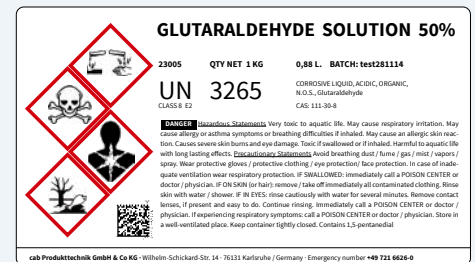 GLUTARALDEHYDE SOLUTION 50%
23005 QTY NET 1 KG 0,88 L. BATCH: test281114
UN 3265
CLASS 8 E2
CORROSIVE LIQUID, ACIDIC, ORGANIC,
N.O.S., Glutaraldehyde
CAS: 111-30-8
DANGER Hazardous Statements Very toxic to aquatic life. May cause respiratory irritation. May
cause allergy or asthma symptoms or breathing difficulties if inhaled. May cause an allergic skin reac-
tion. Causes severe skin burns and eye damage. Toxic if swallowed or if inhaled. Harmful to aquatic life
with long lasting effects. Precautionary Statements Avoid breathing dust / fume / gas / mist / vapors /
spray. Wear protective gloves / protective clothing / eye protection/ face protection. In case of inade-
quate ventilation wear respiratory protection. IF SWALLOWED: immediately call a POISON CENTER or
doctor / physician. IF ON SKIN (or hair): remove / take off immediately all contaminated clothing. Rinse
skin with water / shower. IF IN EYES: rinse cautiously with water for several minutes. Remove contact
lenses, if present and easy to do. Continue rinsing. Immediately call a POISON CENTER or doctor /
physician. If experiencing respiratory symptoms: call a POISON CENTER or doctor / physician. Store in
a well-ventilated place. Keep container tightly closed. Contains 1,5-pentanedial
cab Produkttechnik GmbH & Co KG · Wilhelm-Schickard-Str. 14 · 76131 Karlsruhe / Germany · Emergency number +49 721 6626-0